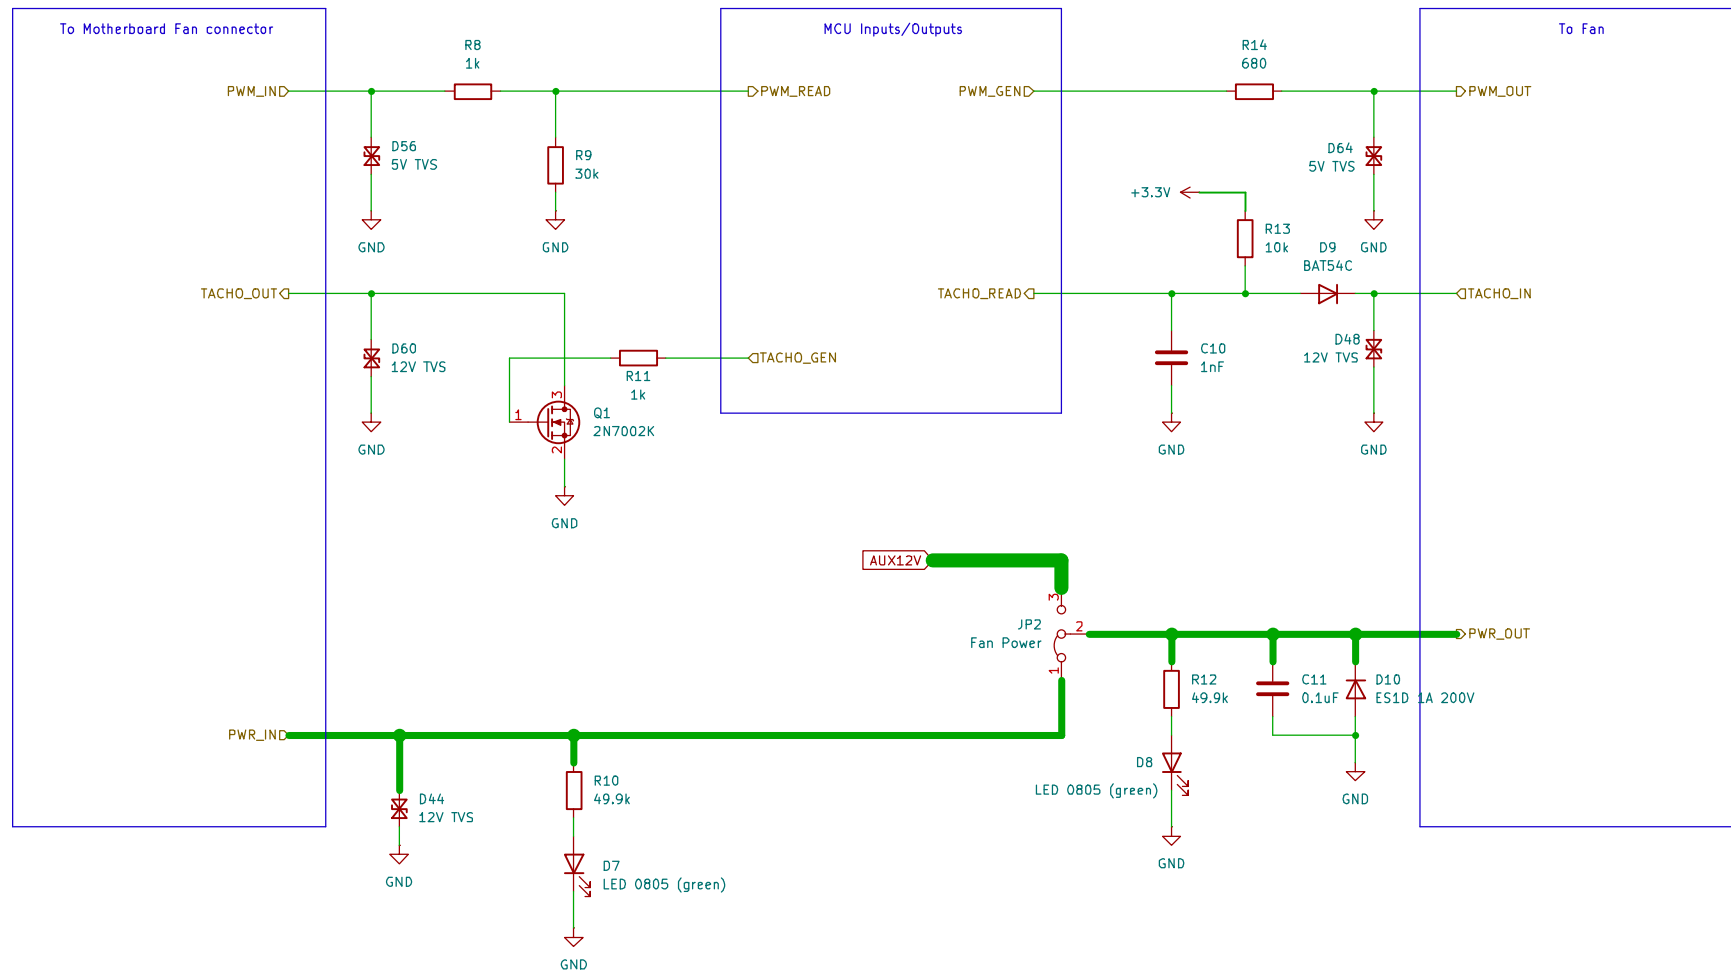 To Motherboard Fan connector
MCU Inputs/Outputs
To Fan
R8
1k
R14
680
PWM_IN
PWM_READ
PWM_GEN
PWM_OUT
D56
5V TVS
R9
30k
D64
5V TVS
+3.3V
R13
10k
GND
GND
D9
BAT54C
GND
TACHO_OUT
TACHO_READ
TACHO_IN
D60
12V TVS
TACHO_GEN
R11
1k
C10
1nF
D48
12V TVS
3
1
2
Q1
2N7002K
GND
GND
GND
GND
AUX12V
3
2
1
JP2
Fan Power
PWR_OUT
R12
49.9k
C11
0.1uF
D10
ES1D 1A 200V
PWR_IN
D8
LED 0805 (green)
R10
49.9k
D44
12V TVS
GND
GND
GND
D7
LED 0805 (green)
GND